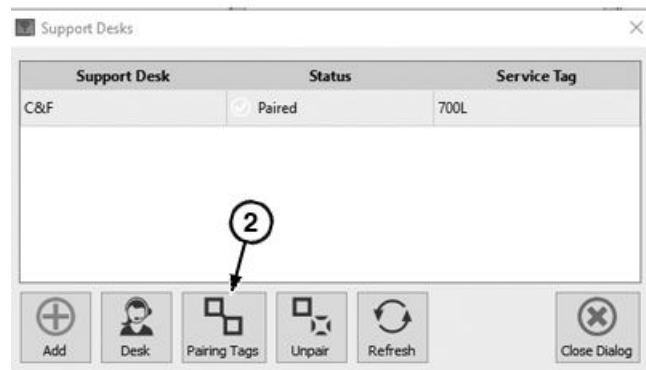 Support Desks
Support Desk Status Service Tag
C&F Paired 700L
2
Add Desk Pairing Tags Unpair Refresh Close Dialog